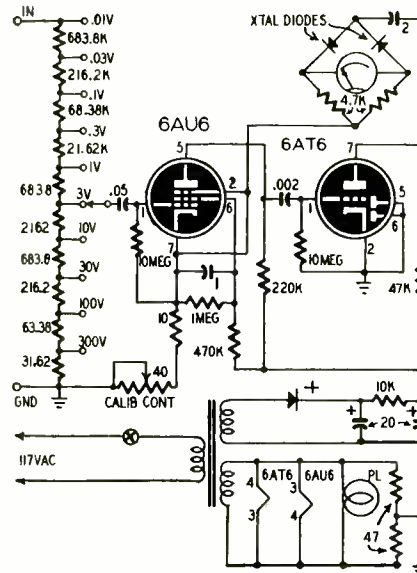 IN
.01V
683.8K
.03V
216.2K
.1V
68.38K
.3V
21.62K
1V
683.8
3V
2162
10V
683.8
30V
216.2
100V
63.38
300V
31.62
GND
.05
6AU6
5
1
2
6
7
10MEG
1
10
1MEG
470K
40
CALIB CONT
XTAL DIODES
2
4.7K
6AT6
7
.002
1
5
6
2
10MEG
220K
47K
+
10K
+
20
+
117VAC
6AT6
6AU6
4
3
3
4
PL
47